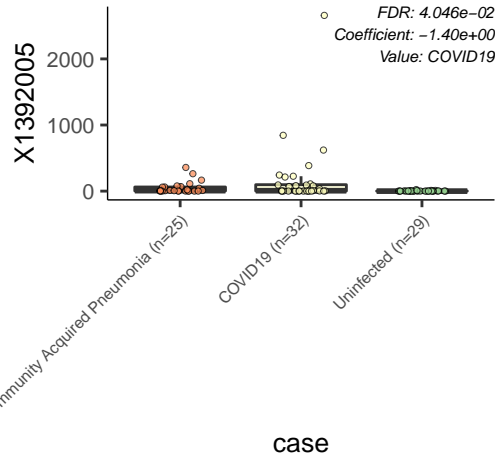 FDR: 4.046e−02
Coefficient: −1.40e+00
Value: COVID19
X1392005
2000
1000
0
Acquired Pneumonia (n=25)
COVID19 (n=32)
Uninfected (n=29)
case